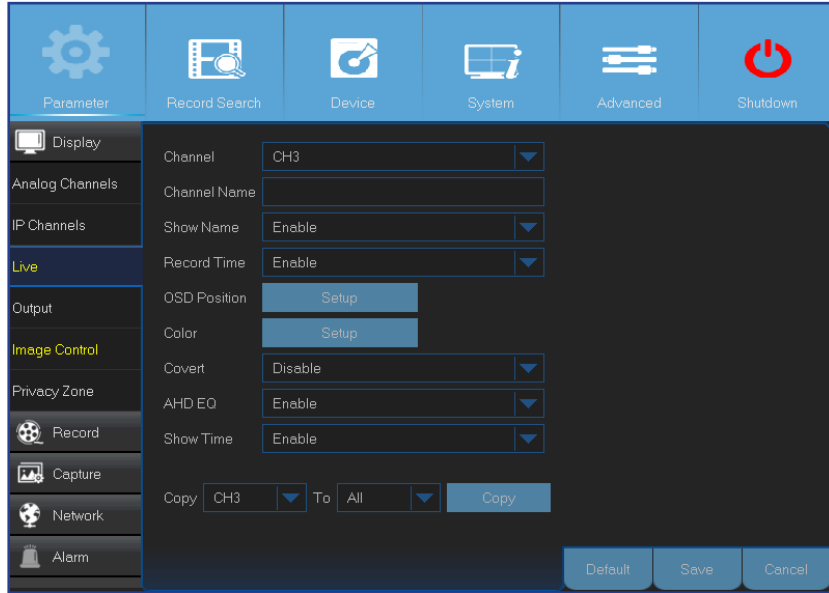 Parameter
Record Search
Device
System
Advanced
Shutdown
Display
Analog Channels
IP Channels
Live
Output
Image Control
Privacy Zone
Record
Capture
Network
Alarm
Channel CH3
Channel Name
Show Name Enable
Record Time Enable
OSD Position Setup
Color Setup
Covert Disable
AHD EQ Enable
Show Time Enable
Copy CH3 To All Copy
Default Save Cancel